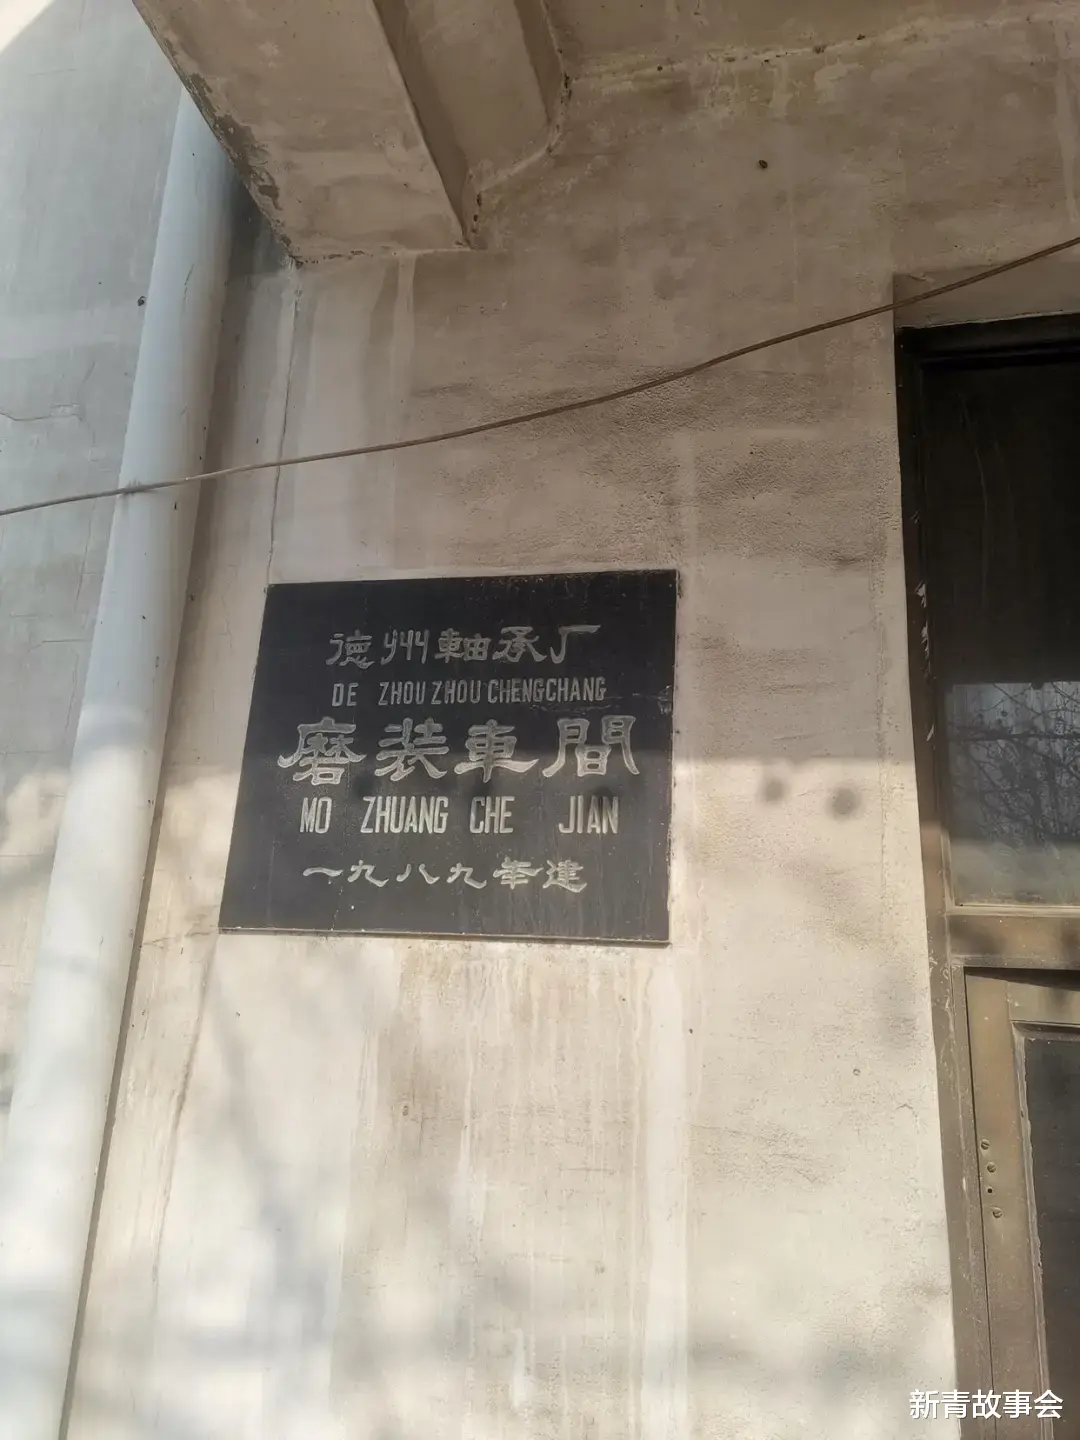 德州軸承厂
DE ZHOU ZHOU CHENGCHANG
磨装車間
MO ZHUANG CHE JIAN
一九八九年建
新青故事会